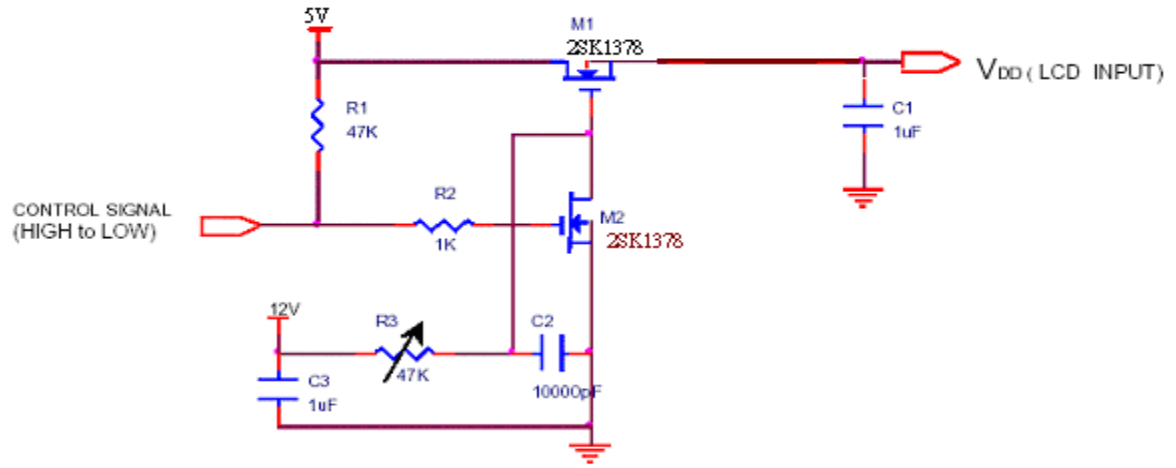 5V
M1
2SK1378
VDD ( LCD INPUT)
R1
47K
C1
1uF
R2
1K
CONTROL SIGNAL
(HIGH to LOW)
M2
2SK1378
12V
R3
47K
C2
10000pF
C3
1uF